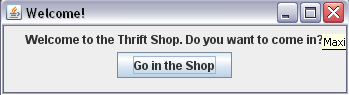 Welcome!
Welcome to the Thrift Shop. Do you want to come in?
Maxi
Go in the Shop